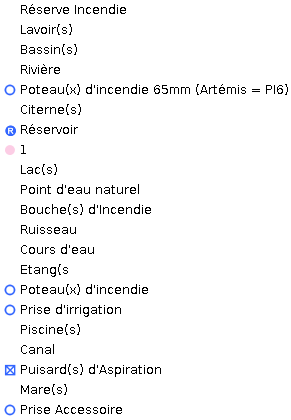 Réserve Incendie
Lavoir(s)
Bassin(s)
Rivière
Poteau(x) d'incendie 65mm (Artémis = PI6)
Citerne(s)
R Réservoir
1
Lac(s)
Point d'eau naturel
Bouche(s) d'Incendie
Ruisseau
Cours d'eau
Etang(s
Poteau(x) d'incendie
Prise d'irrigation
Piscine(s)
Canal
Puisard(s) d'Aspiration
Mare(s)
Prise Accessoire